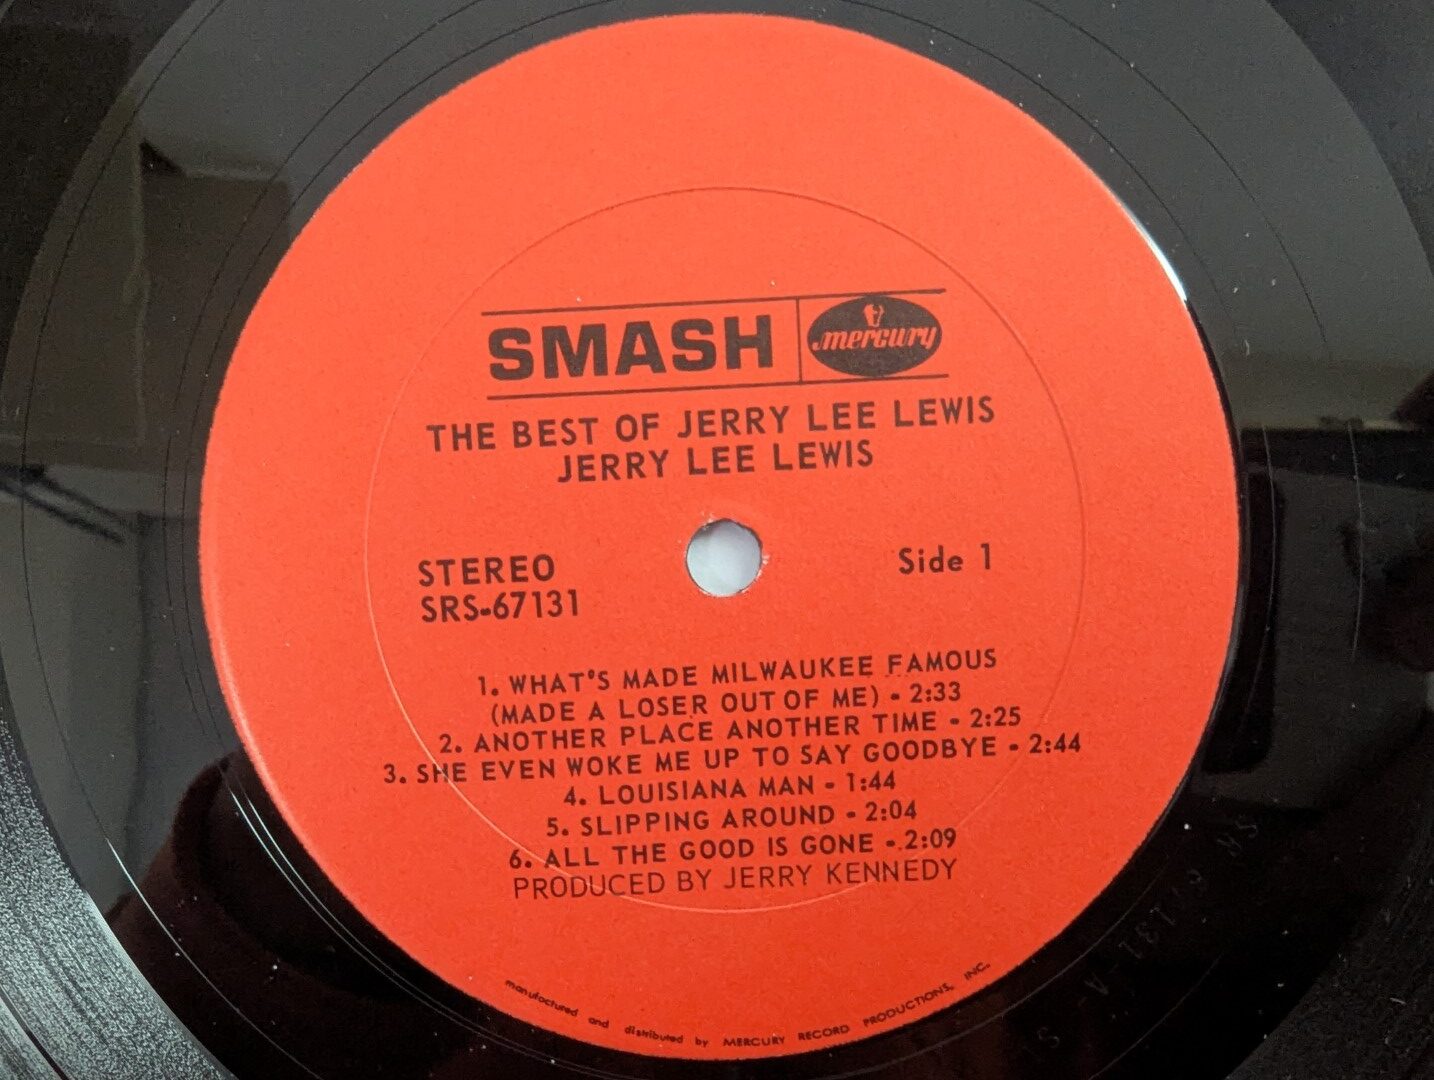 SMASH mercury
THE BEST OF JERRY LEE LEWIS
JERRY LEE LEWIS
STEREO
SRS-67131
Side 1
1. WHAT'S MADE MILWAUKEE FAMOUS
(MADE A LOSER OUT OF ME) - 2:33
2. ANOTHER PLACE ANOTHER TIME - 2:25
3. SHE EVEN WOKE ME UP TO SAY GOODBYE - 2:44
4. LOUISIANA MAN - 1:44
5. SLIPPING AROUND - 2:04
6. ALL THE GOOD IS GONE - 2:09
PRODUCED BY JERRY KENNEDY
manufactured and distributed by MERCURY RECORD PRODUCTIONS, INC.